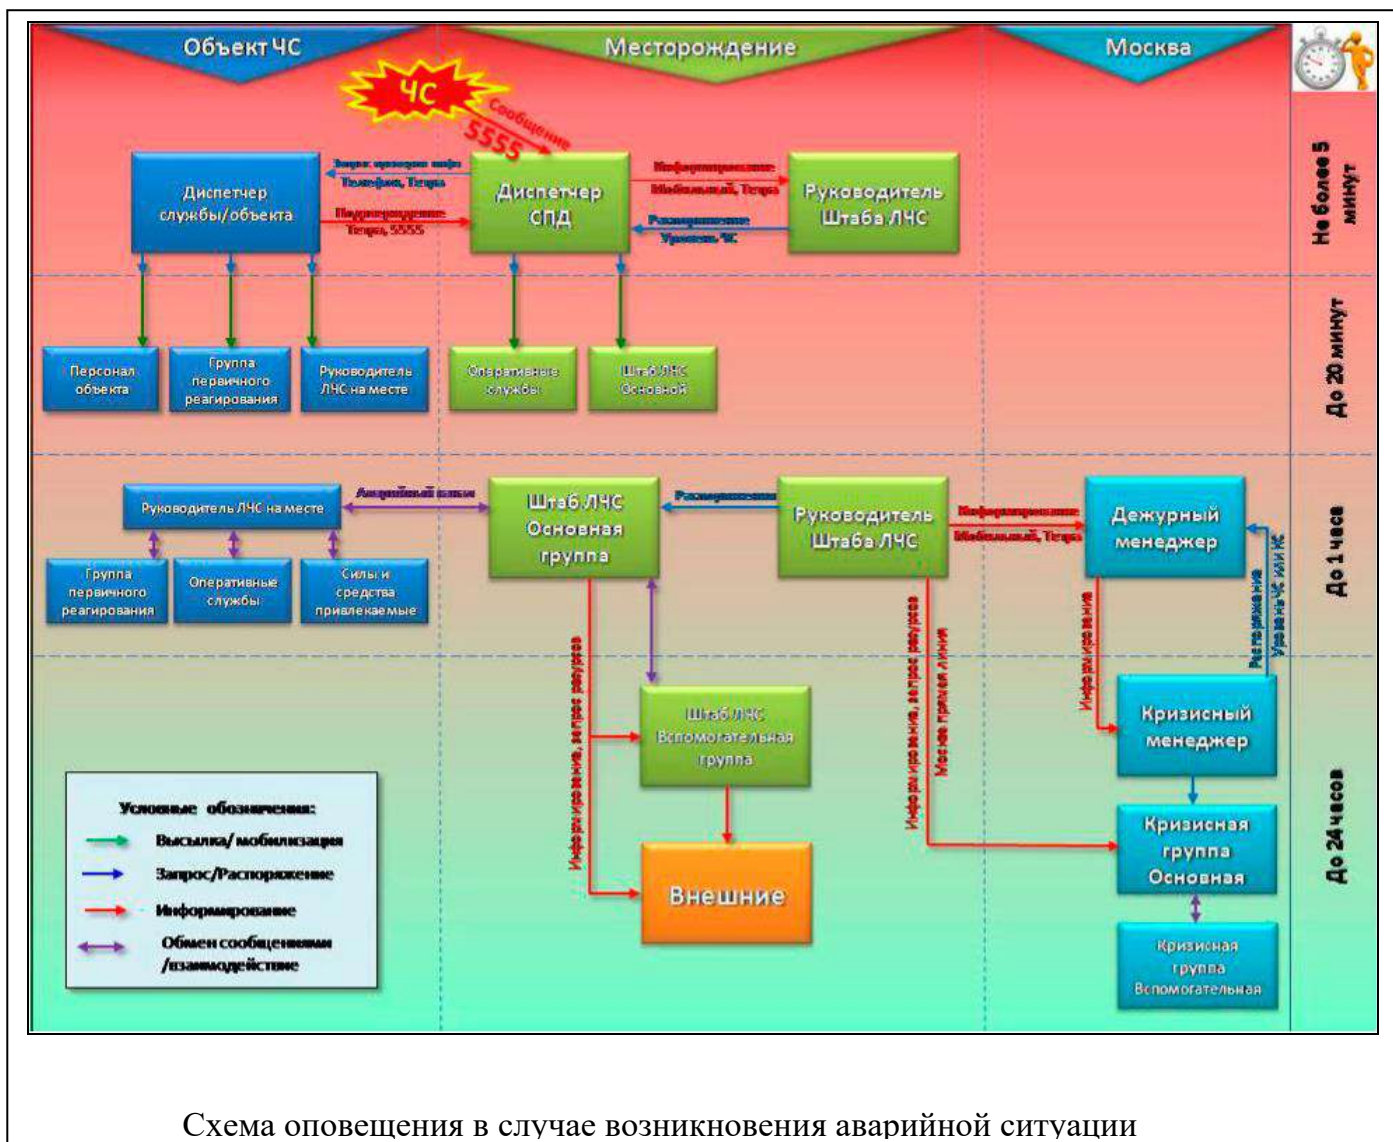 Объект ЧС
Месторождение
Москва
ЧС
Сообщение
5555
Не более 5
минут
Диспетчер
службы/объекта
Телефон, Тетра
Подтверждение
Тетра, 5555
Диспетчер
СПД
Информирование
Мобильный, Тетра
Распоряжение
Уровень ЧС
Руководитель
Штаба ЛЧС
До 20 минут
Персонал
объекта
Группа
первичного
реагирования
Руководитель
ЛЧС на месте
Оперативные
службы
Штаб ЛЧС
Основной
До 1 часа
Руководитель ЛЧС на месте
Аварийный канал
Штаб ЛЧС
Основная
группа
Распоряжения
Руководитель
Штаба ЛЧС
Информирование
Мобильный, Тетра
Дежурный
менеджер
Распоряжения
Уровень ЧС или КС
Группа
первичного
реагирования
Оперативные
службы
Силы и
средства
привлекаемые
До 24 часов
Информирование, запрос ресурсов
Штаб ЛЧС
Вспомогательная
группа
Информирование, запрос ресурсов
Москве прямая линия
Информирование
Кризисный
менеджер
Кризисная
группа
Основная
Внешние
Кризисная
группа
Вспомогательная
Условные обозначения:
Высылка/ мобилизация
Запрос/Распоряжение
Информирование
Обмен сообщениями
/взаимодействие
Схема оповещения в случае возникновения аварийной ситуации